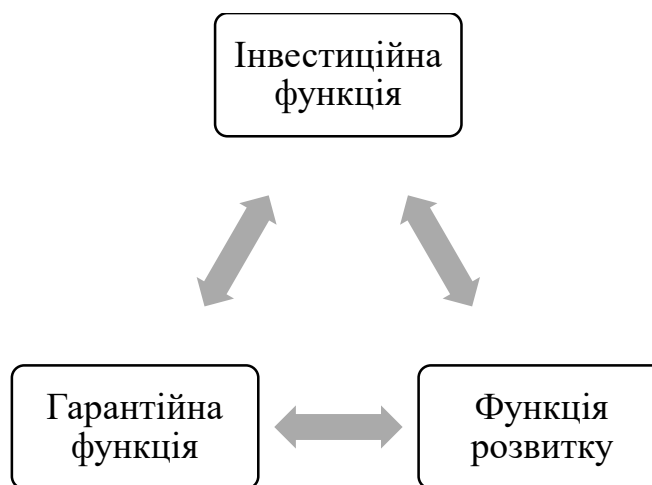 Інвестиційна
функція
Гарантійна
функція
Функція
розвитку